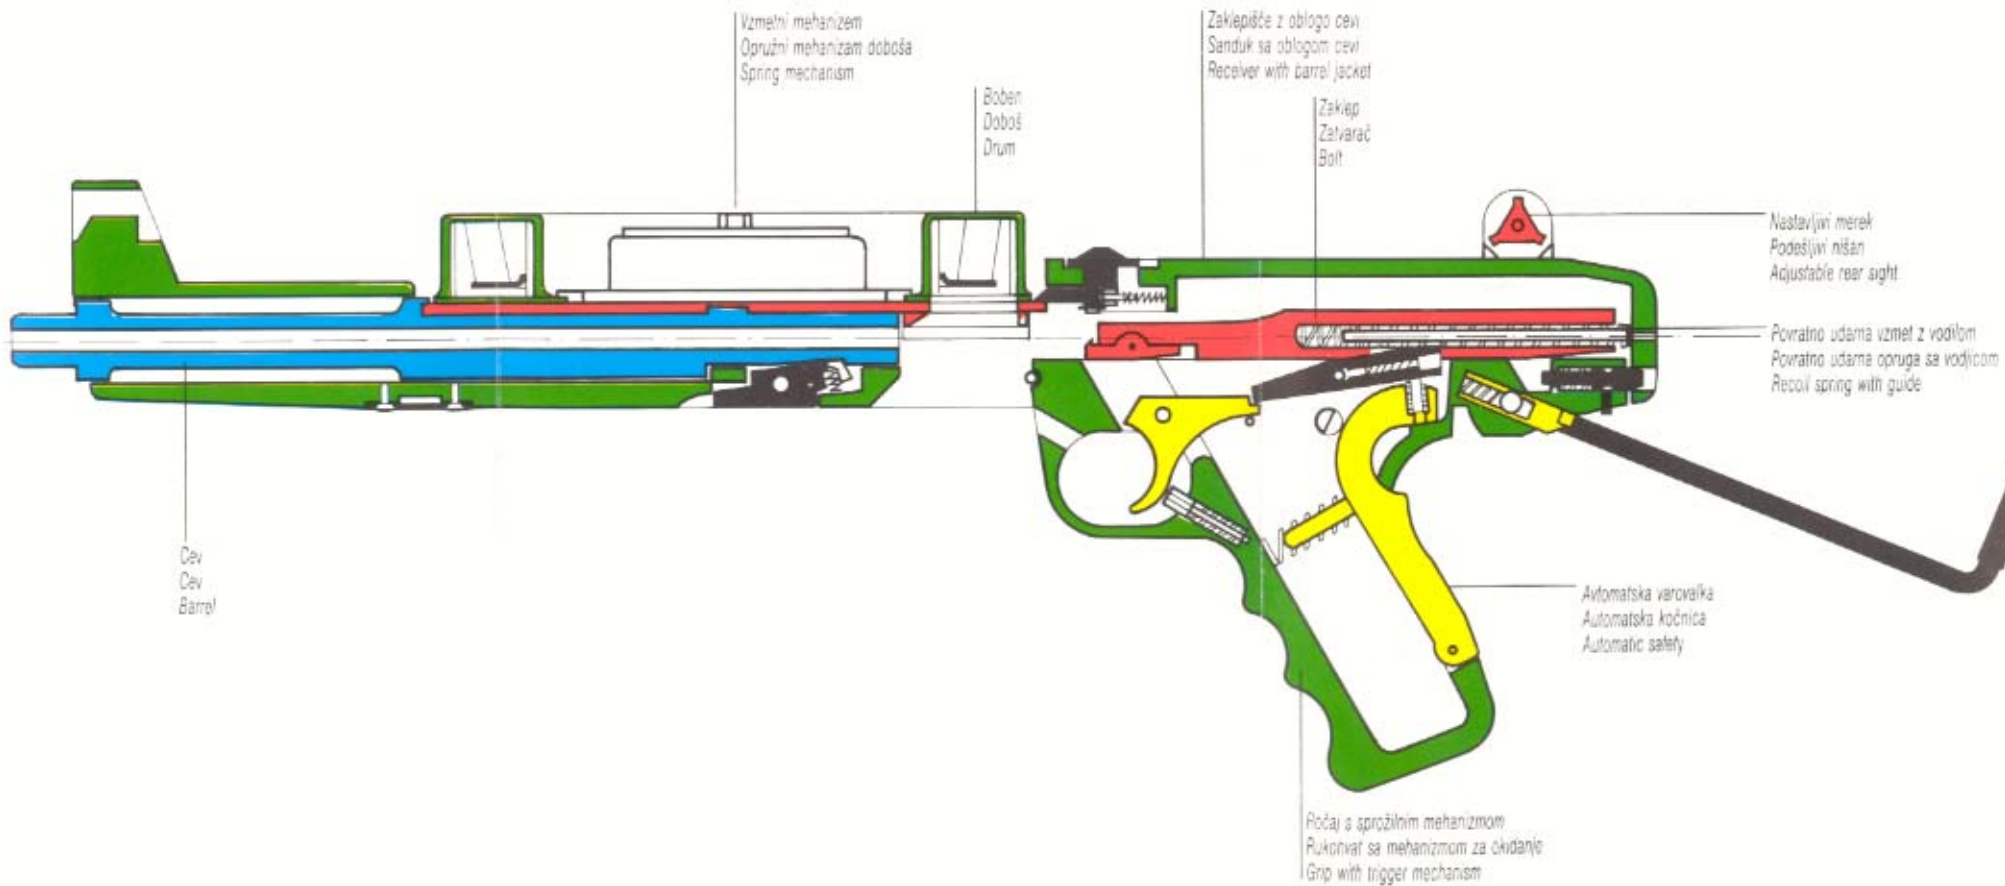 Vzmetni mehanizem
Opružni mehanizam doboša
Spring mechanism
Zaklepišče z oblogo cevi
Sanduk sa oblogom cevi
Receiver with barrel jacket
Boben
Doboš
Drum
Zaklep
Zatvarač
Bolt
Nastavljivi merek
Podešljivi nišan
Adjustable rear sight
Povratno udarna vzmet z vodilom
Povratno udarna opruga sa vodjicom
Recoil spring with guide
Cev
Cev
Barrel
Avtomatska varovalka
Automatska kočnica
Automatic safety
Ročaj s sprožilnim mehanizmom
Rukohvat sa mehanizmom za okidanje
Grip with trigger mechanism